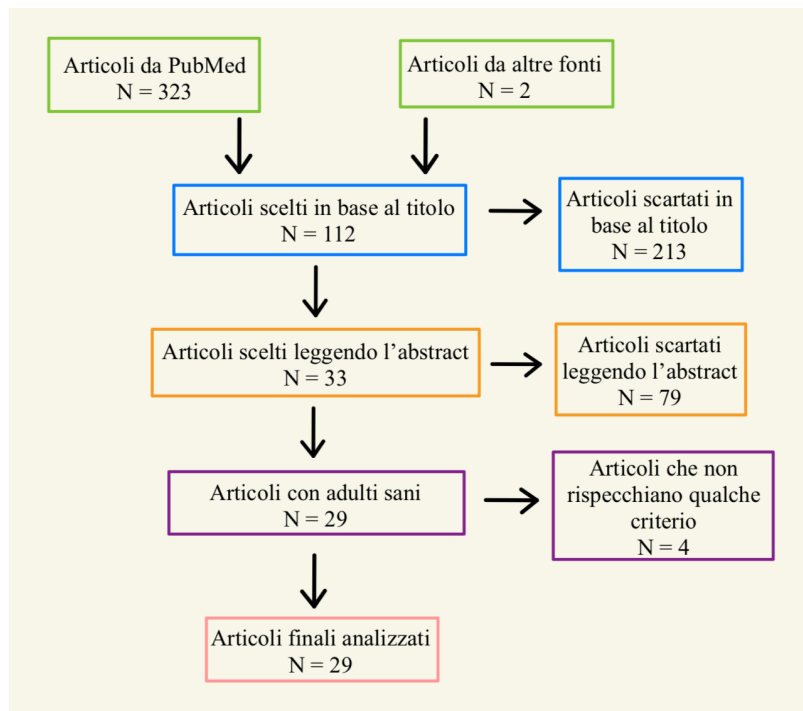 Articoli da PubMed
N = 323
Articoli da altre fonti
N = 2
Articoli scelti in base al titolo
N = 112
Articoli scartati in
base al titolo
N = 213
Articoli scelti leggendo l’abstract
N = 33
Articoli scartati
leggendo l’abstract
N = 79
Articoli con adulti sani
N = 29
Articoli che non
rispecchiano qualche
criterio
N = 4
Articoli finali analizzati
N = 29